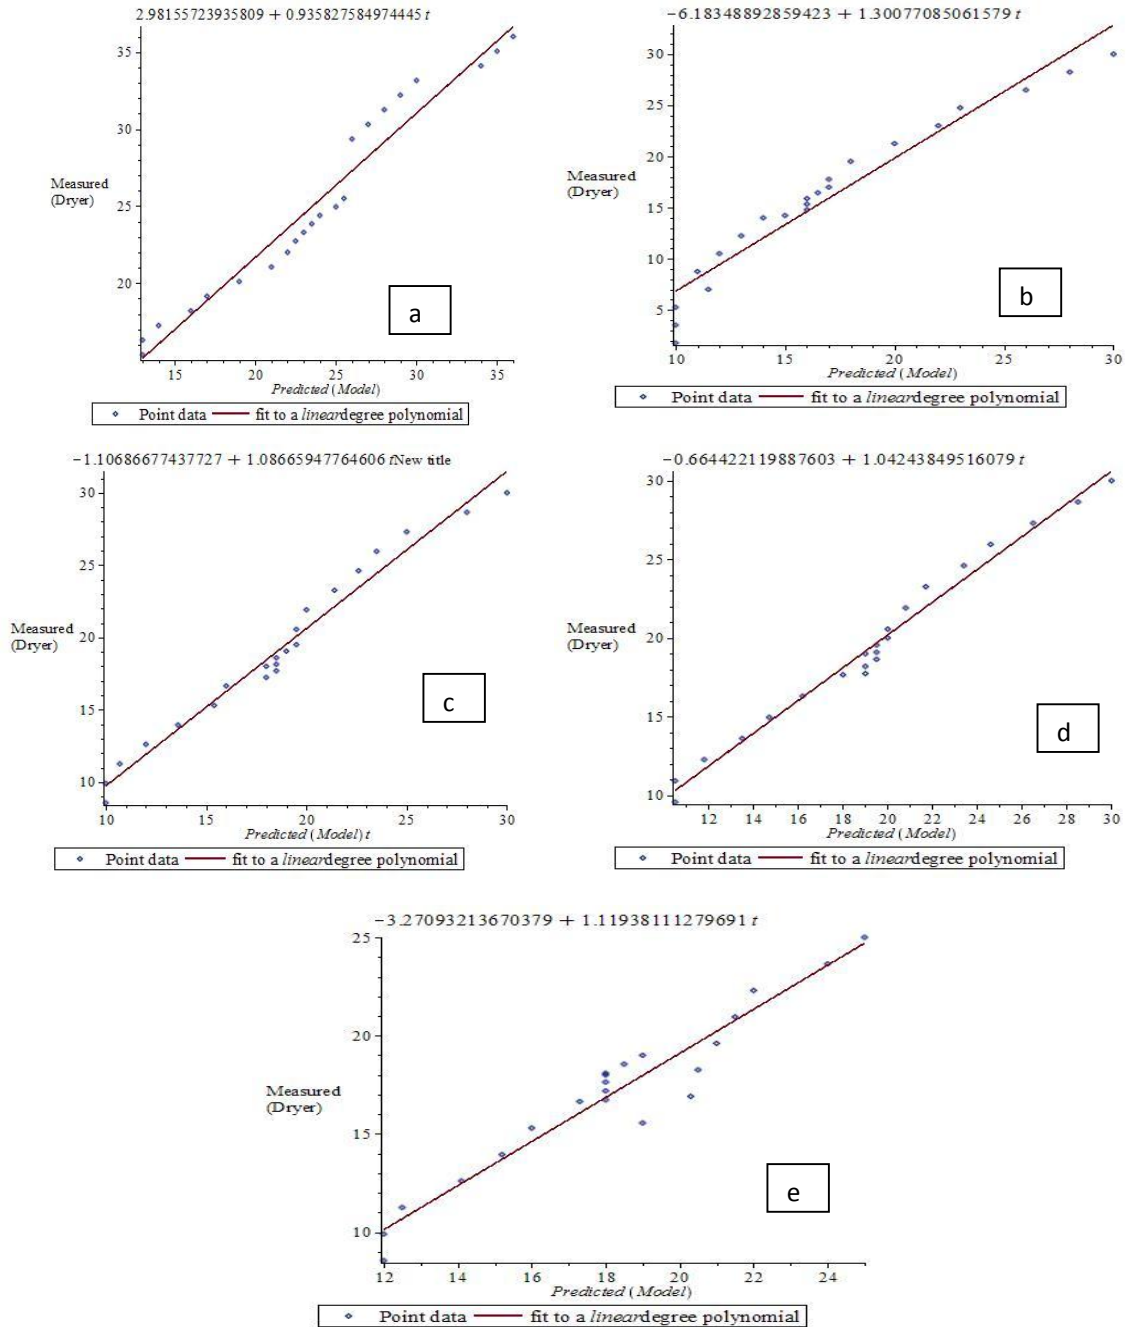 2.98155723935809 + 0.935827584974445 t
35
30
Measured
(Dryer)
25
20
15 20 25 30 35
Predicted (Model)
a
Point data fit to a lineardegree polynomial
-6.18348892859423 + 1.30077085061579 t
30
25
Measured
(Dryer)
20
15
10
5
10 15 20 25 30
Predicted (Model)
b
Point data fit to a lineardegree polynomial
-1.10686677437727 + 1.08665947764606 tNew title
30
25
Measured
(Dryer)
20
15
10
10 15 20 25 30
Predicted (Model) t
c
Point data fit to a lineardegree polynomial
-0.664422119887603 + 1.04243849516079 t
30
25
Measured
(Dryer)
20
15
10
12 14 16 18 20 22 24 26 28 30
Predicted (Model)
d
Point data fit to a lineardegree polynomial
-3.27093213670379 + 1.11938111279691 t
25
20
Measured
(Dryer)
15
10
12 14 16 18 20 22 24
Predicted (Model)
e
Point data fit to a lineardegree polynomial